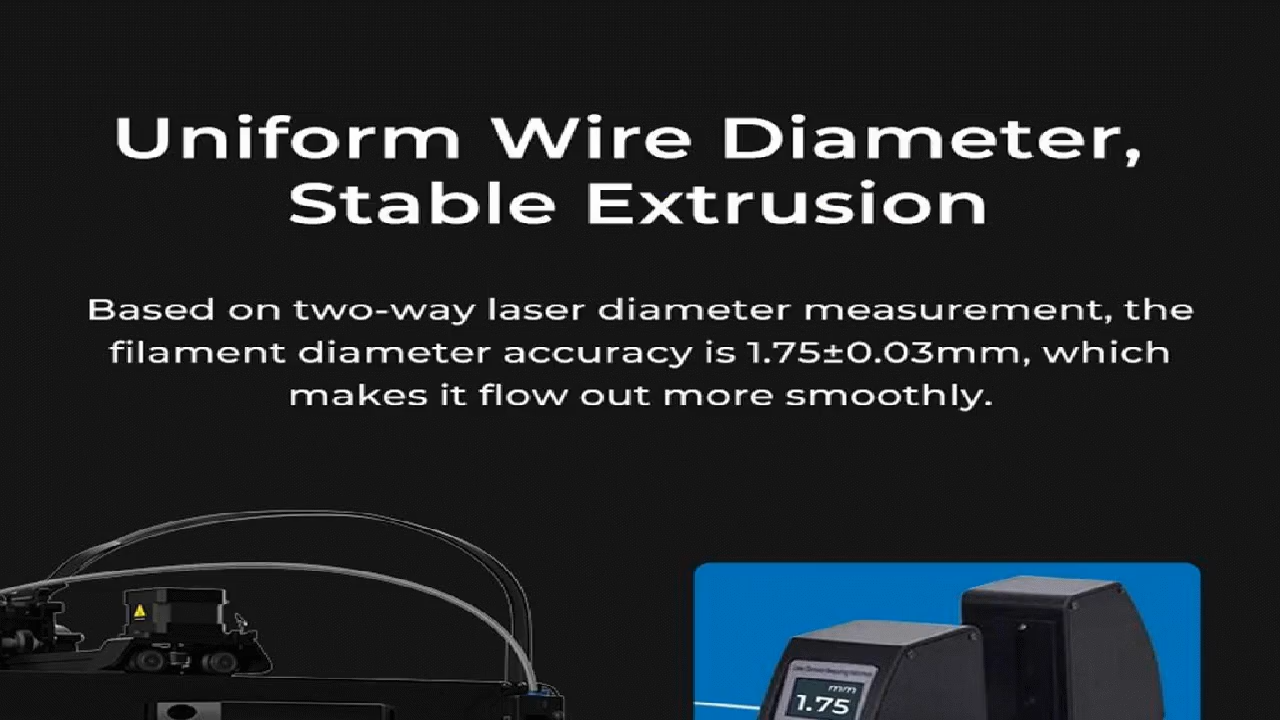 Uniform Wire Diameter,
Stable Extrusion
Based on two-way laser diameter measurement, the
filament diameter accuracy is 1.75±0.03mm, which
makes it flow out more smoothly.
mm
1.75